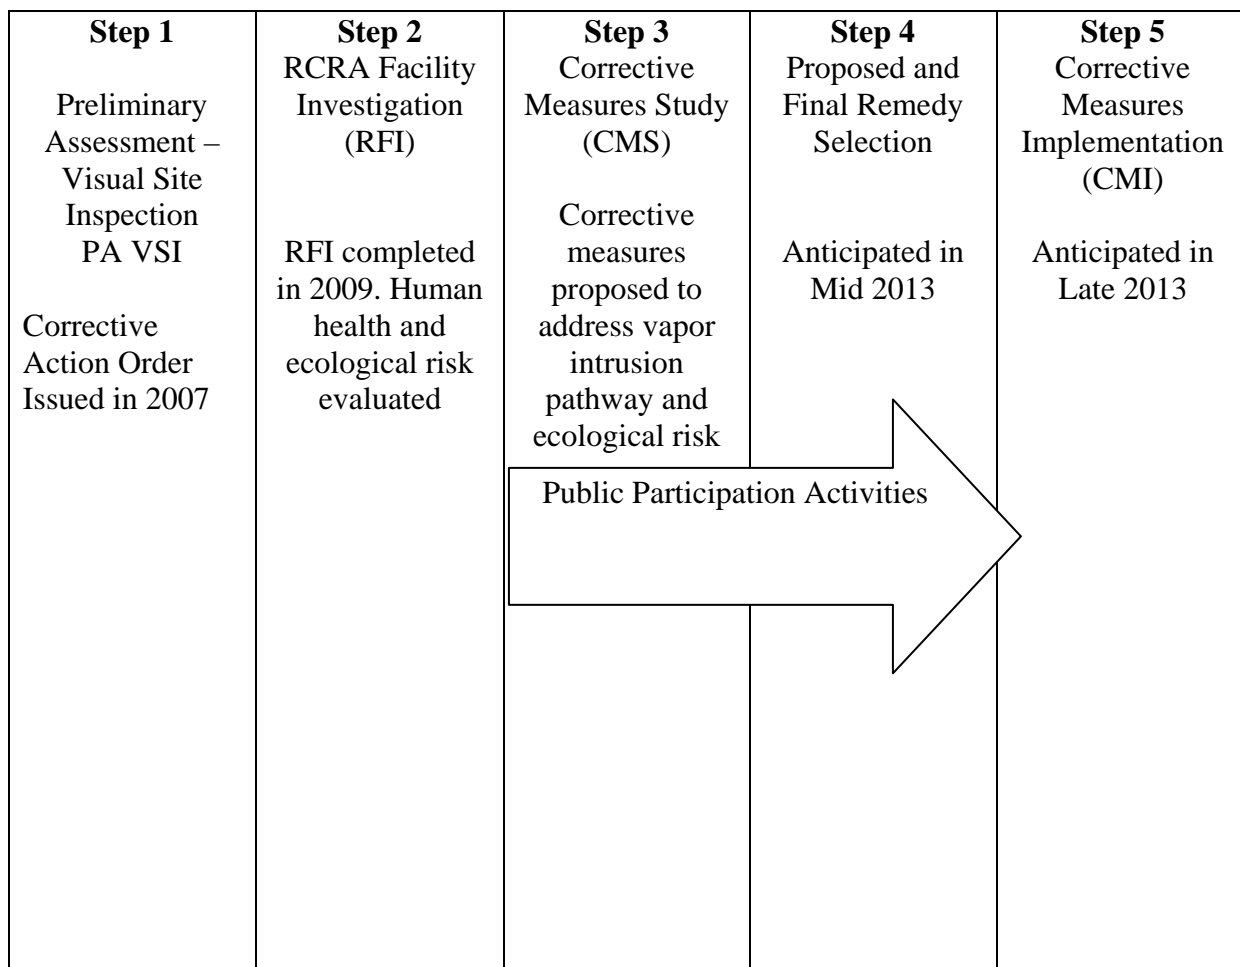 Step 1
Preliminary
Assessment –
Visual Site
Inspection
PA VSI
Corrective
Action Order
Issued in 2007
Step 2
RCRA Facility
Investigation
(RFI)
RFI completed
in 2009. Human
health and
ecological risk
evaluated
Step 3
Corrective
Measures Study
(CMS)
Corrective
measures
proposed to
address vapor
intrusion
pathway and
ecological risk
Step 4
Proposed and
Final Remedy
Selection
Anticipated in
Mid 2013
Step 5
Corrective
Measures
Implementation
(CMI)
Anticipated in
Late 2013
Public Participation Activities